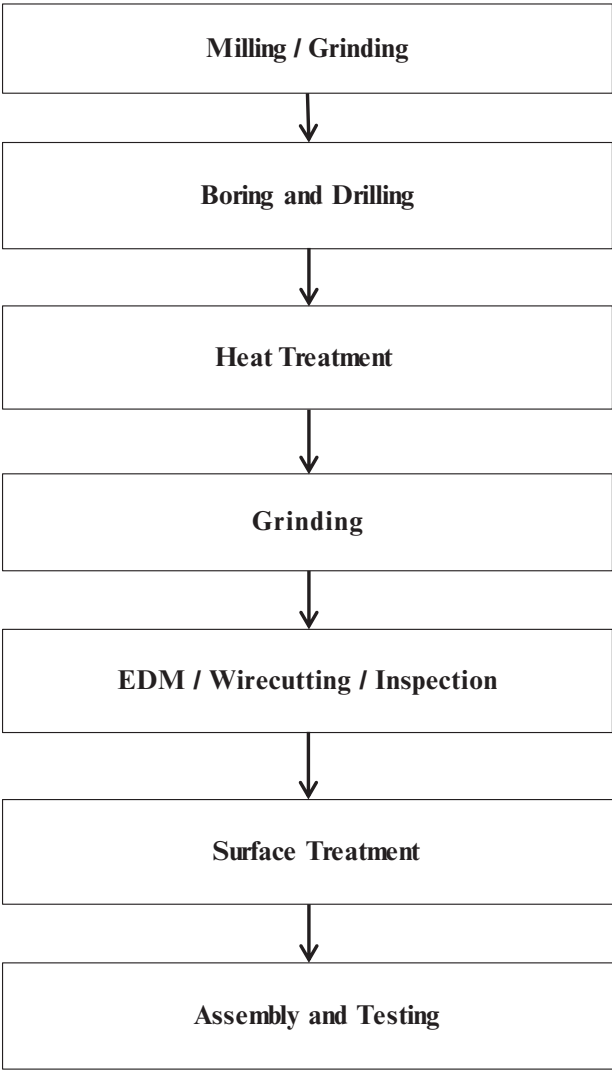 Milling / Grinding
Boring and Drilling
Heat Treatment
Grinding
EDM / Wirecutting / Inspection
Surface Treatment
Assembly and Testing